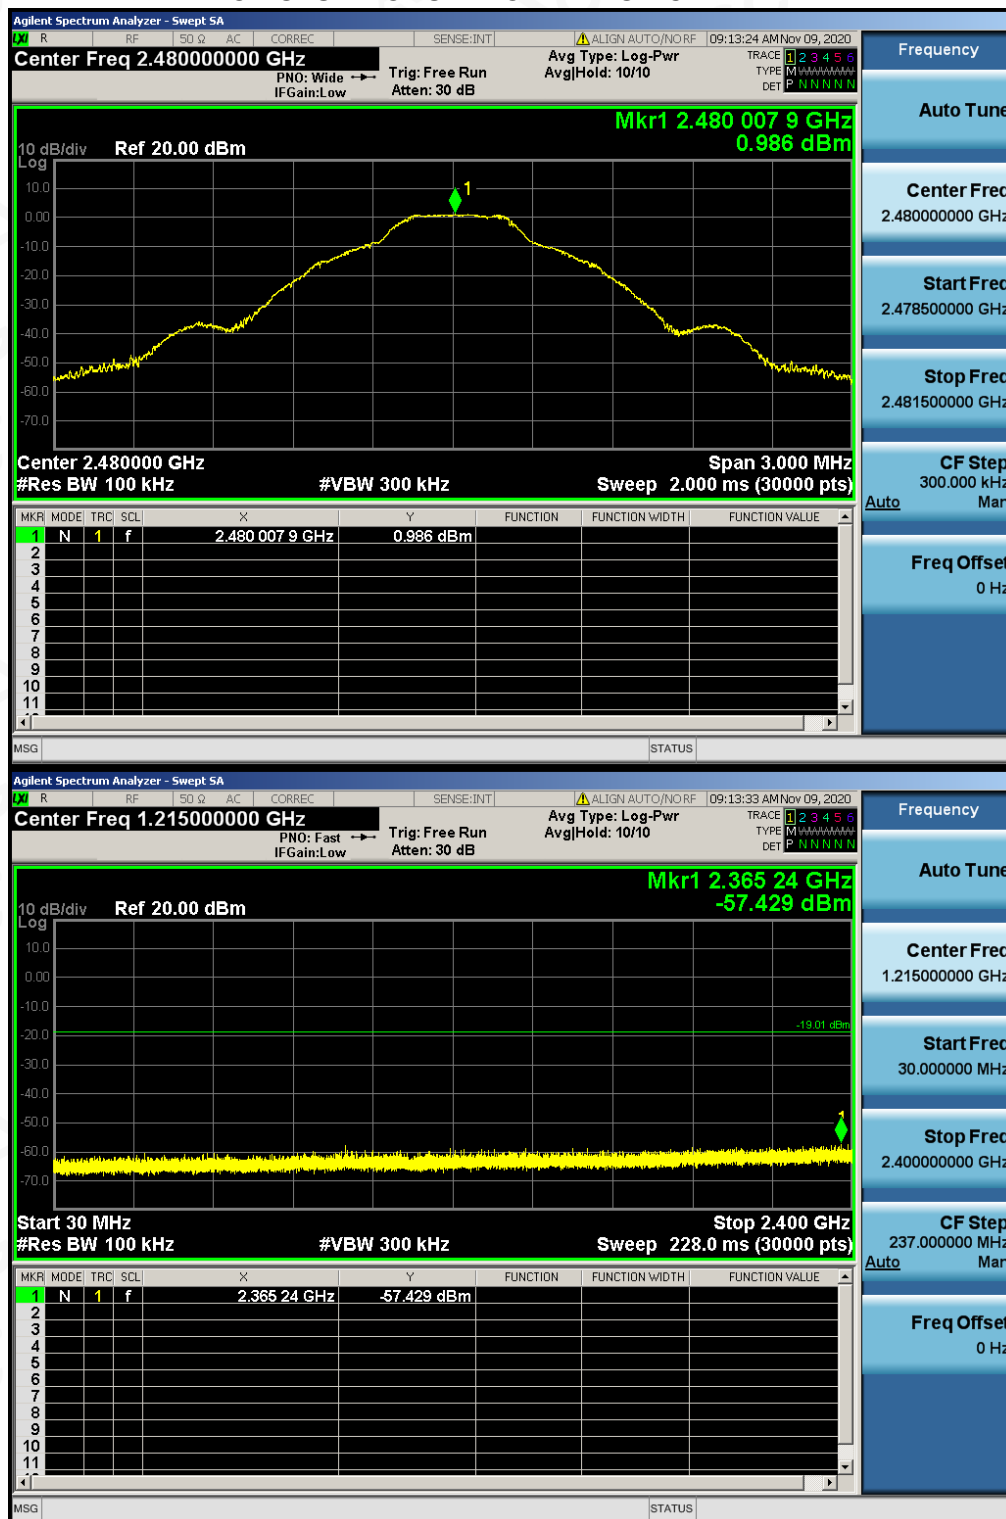 Agilent Spectrum Analyzer - Swept SA
LXI R RF 50 Ω AC CORREC SENSE:INT ALIGN AUTO/NO RF 09:13:24 AM Nov 09, 2020
Center Freq 2.480000000 GHz
PNO: Wide
IFGain:Low
Trig: Free Run
Atten: 30 dB
Avg Type: Log-Pwr
Avg|Hold: 10/10
TRACE 1 2 3 4 5 6
TYPE M
DET P N N N N N
Frequency
Mkr1 2.480 007 9 GHz
0.986 dBm
10 dB/div Ref 20.00 dBm
Log
10.0
0.00
-10.0
-20.0
-30.0
-40.0
-50.0
-60.0
-70.0
1
Center 2.480000 GHz Span 3.000 MHz
#Res BW 100 kHz #VBW 300 kHz Sweep 2.000 ms (30000 pts)
Auto Tune
Center Freq
2.480000000 GHz
Start Freq
2.478500000 GHz
Stop Freq
2.481500000 GHz
CF Step
300.000 kHz
Auto Man
Freq Offset
0 Hz
MKR MODE TRC SCL X Y FUNCTION FUNCTION WIDTH FUNCTION VALUE
1 N 1 f 2.480 007 9 GHz 0.986 dBm
2
3
4
5
6
7
8
9
10
11
MSG STATUS
Agilent Spectrum Analyzer - Swept SA
LXI R RF 50 Ω AC CORREC SENSE:INT ALIGN AUTO/NO RF 09:13:33 AM Nov 09, 2020
Center Freq 1.215000000 GHz
PNO: Fast
IFGain:Low
Trig: Free Run
Atten: 30 dB
Avg Type: Log-Pwr
Avg|Hold: 10/10
TRACE 1 2 3 4 5 6
TYPE M
DET P N N N N N
Frequency
Mkr1 2.365 24 GHz
-57.429 dBm
10 dB/div Ref 20.00 dBm
Log
10.0
0.00
-10.0
-20.0
-30.0
-40.0
-50.0
-60.0
-70.0
-19.01 dBm
1
Start 30 MHz Stop 2.400 GHz
#Res BW 100 kHz #VBW 300 kHz Sweep 228.0 ms (30000 pts)
Auto Tune
Center Freq
1.215000000 GHz
Start Freq
30.000000 MHz
Stop Freq
2.400000000 GHz
CF Step
237.000000 MHz
Auto Man
Freq Offset
0 Hz
MKR MODE TRC SCL X Y FUNCTION FUNCTION WIDTH FUNCTION VALUE
1 N 1 f 2.365 24 GHz -57.429 dBm
2
3
4
5
6
7
8
9
10
11
MSG STATUS